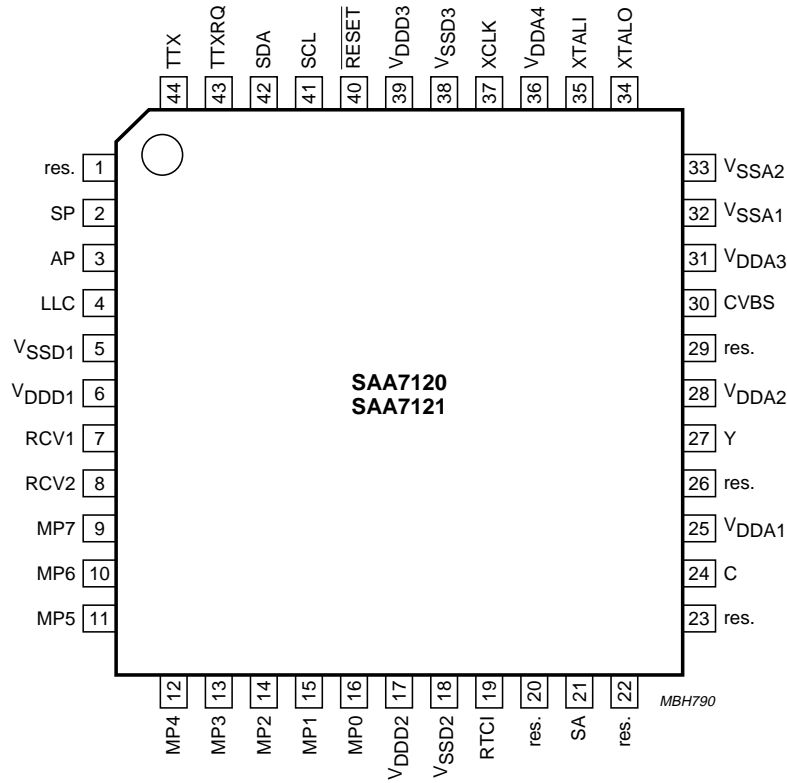 44 TTX
43 TTXRQ
42 SDA
41 SCL
40 RESET
39 VDDD3
38 VSSD3
37 XCLK
36 VDDA4
35 XTALI
34 XTALO
res. 1
SP 2
AP 3
LLC 4
VSSD1 5
VDDD1 6
RCV1 7
RCV2 8
MP7 9
MP6 10
MP5 11
SAA7120
SAA7121
33 VSSA2
32 VSSA1
31 VDDA3
30 CVBS
29 res.
28 VDDA2
27 Y
26 res.
25 VDDA1
24 C
23 res.
MP4 12
MP3 13
MP2 14
MP1 15
MP0 16
VDDD2 17
VSSD2 18
RTCI 19
res. 20
SA 21
res. 22
MBH790